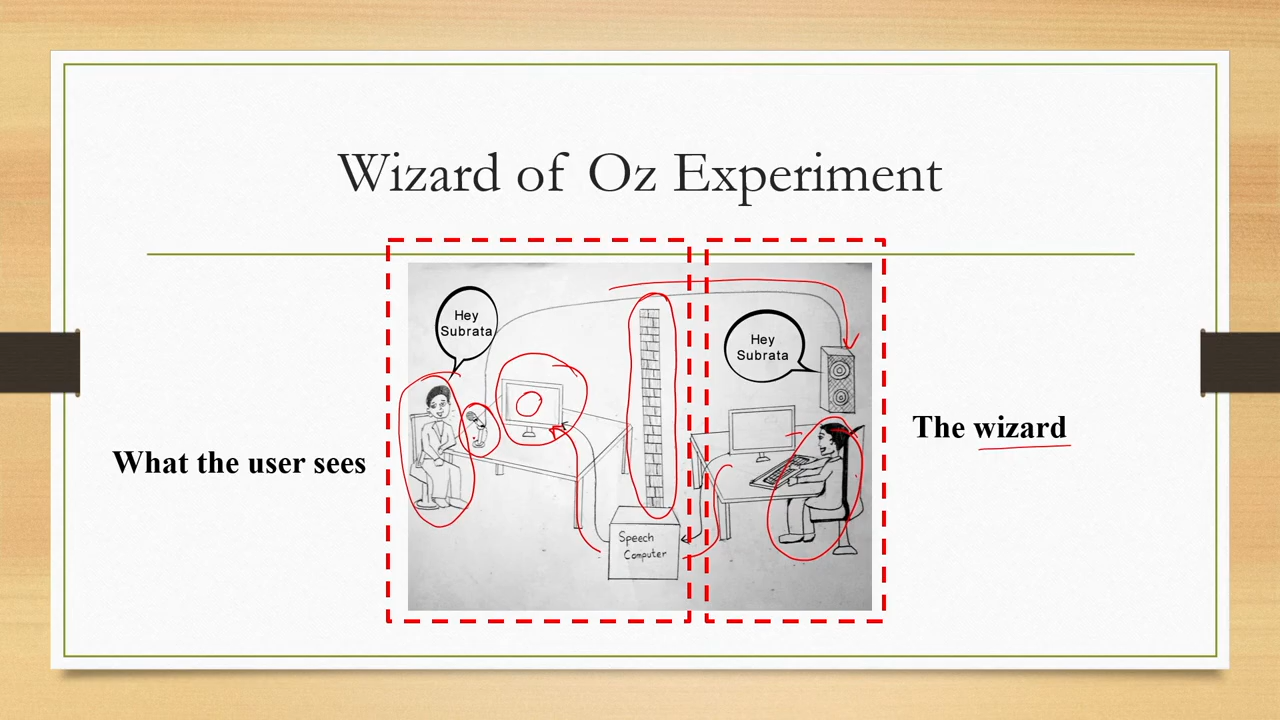 Wizard of Oz Experiment
Hey
Subrata
Hey
Subrata
What the user sees
The wizard
Speech
Computer